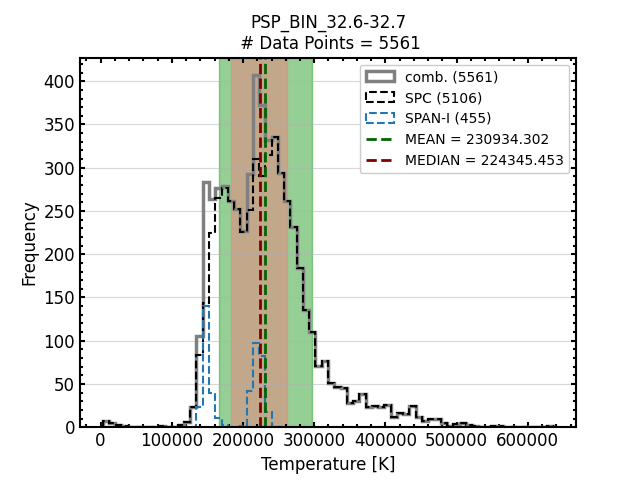 PSP_BIN_32.6-32.7
# Data Points = 5561
comb. (5561)
SPC (5106)
SPAN-I (455)
MEAN = 230934.302
MEDIAN = 224345.453
Frequency
400
350
300
250
200
150
100
50
0
0 100000 200000 300000 400000 500000 600000
Temperature [K]